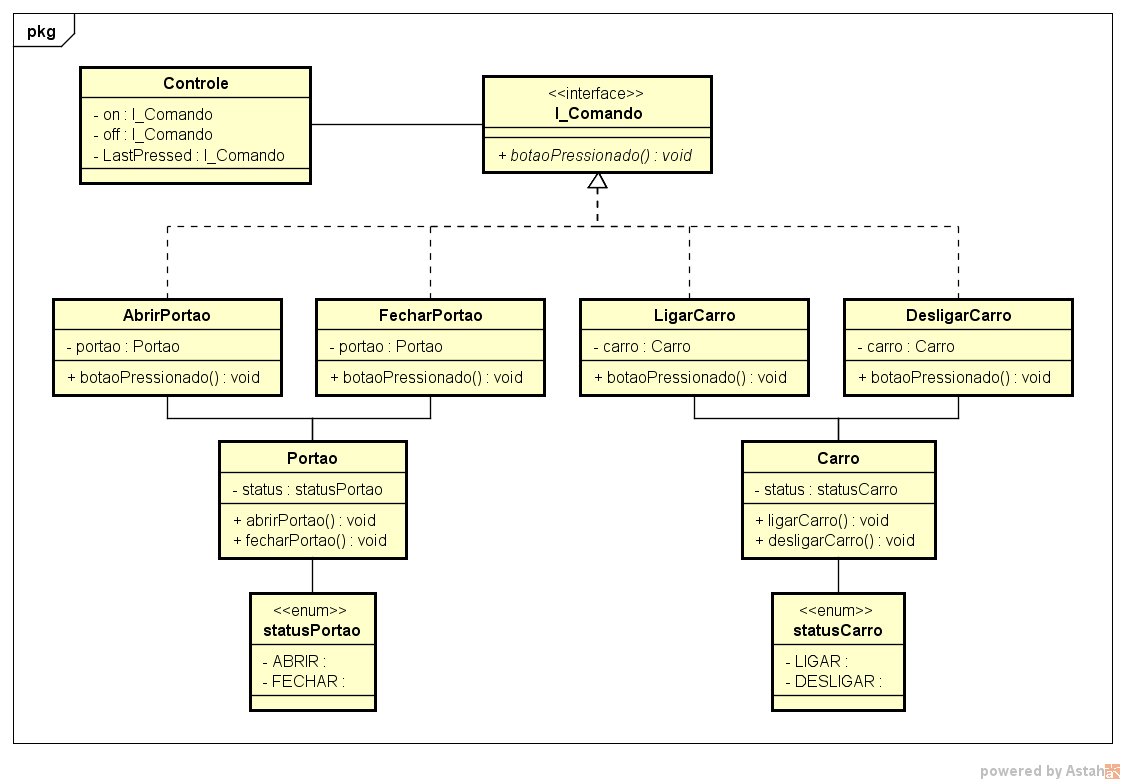 pkg
Controle
- on : I_Comando
- off : I_Comando
- LastPressed : I_Comando
<<interface>>
I_Comando
+ botaoPressionado() : void
AbrirPortao
- portao : Portao
+ botaoPressionado() : void
FecharPortao
- portao : Portao
+ botaoPressionado() : void
LigarCarro
- carro : Carro
+ botaoPressionado() : void
DesligarCarro
- carro : Carro
+ botaoPressionado() : void
Portao
- status : statusPortao
+ abrirPortao() : void
+ fecharPortao() : void
Carro
- status : statusCarro
+ ligarCarro() : void
+ desligarCarro() : void
<<enum>>
statusPortao
- ABRIR :
- FECHAR :
<<enum>>
statusCarro
- LIGAR :
- DESLIGAR :
powered by Astah